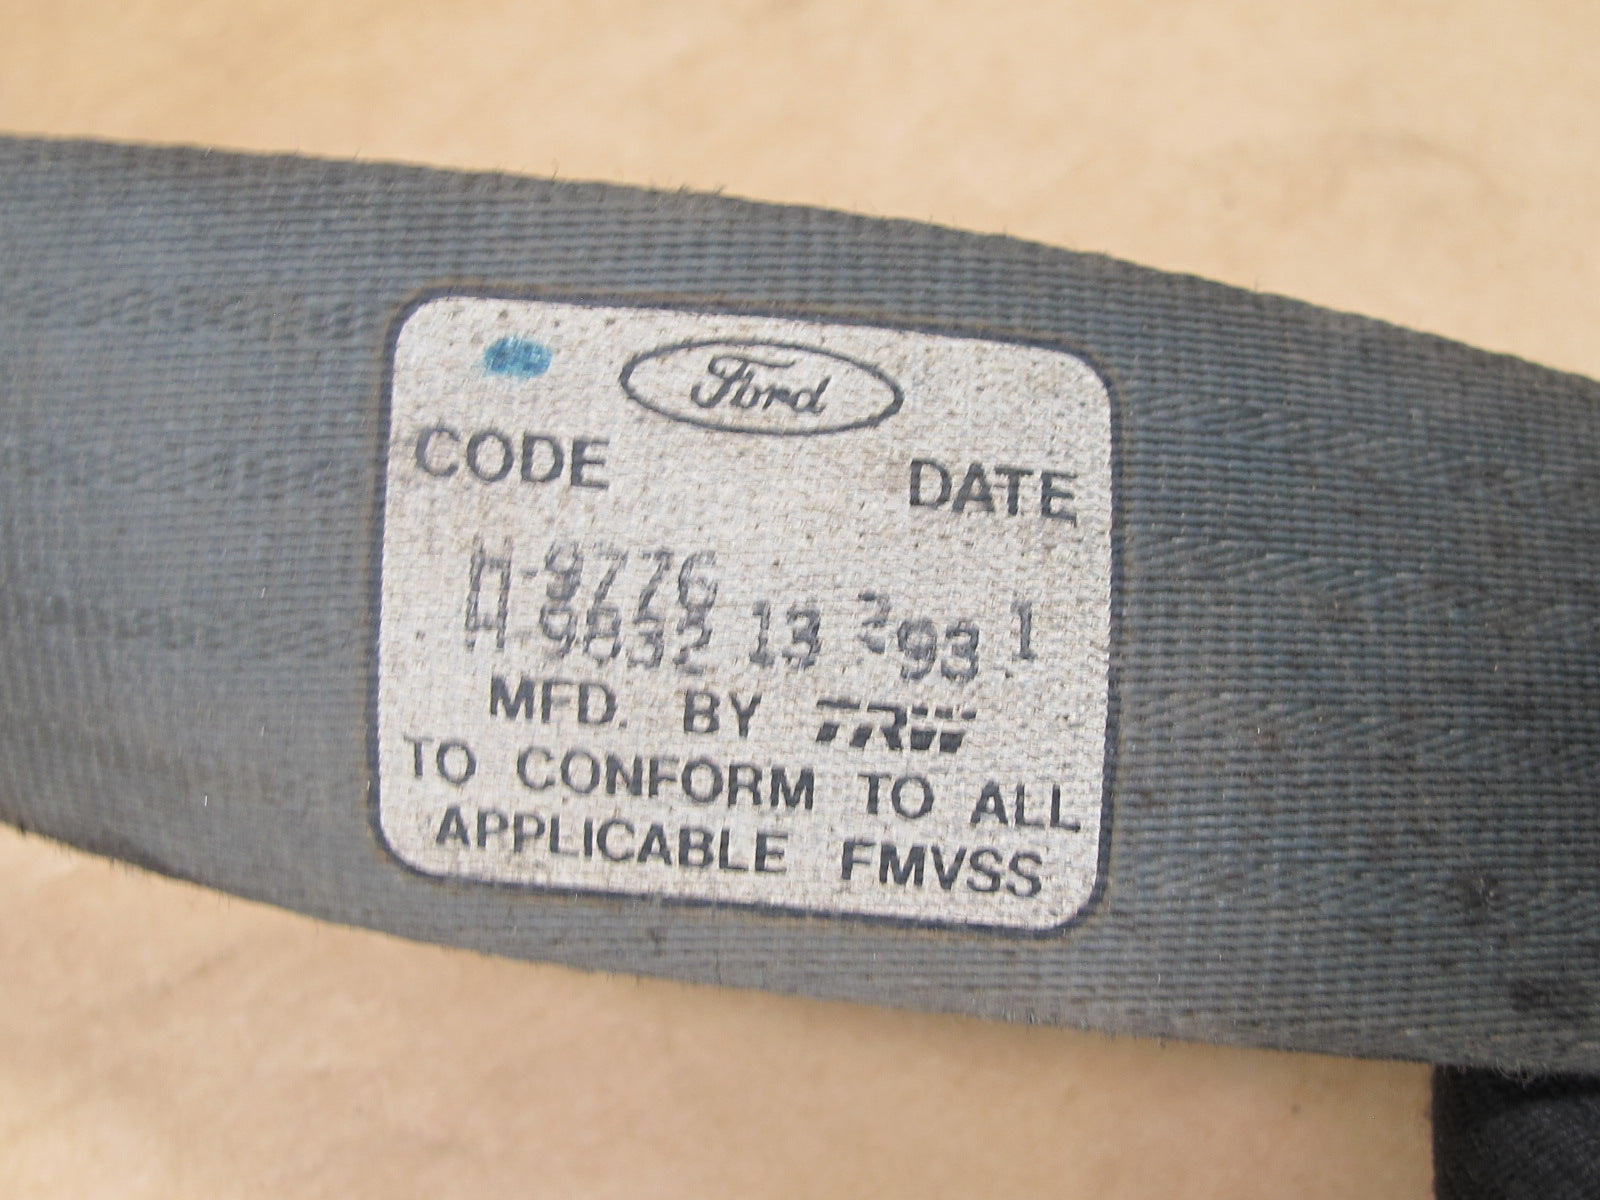 Ford
CODE DATE
M-9776
H 9832 13 2 93 1
MFD. BY TRW
TO CONFORM TO ALL
APPLICABLE FMVSS